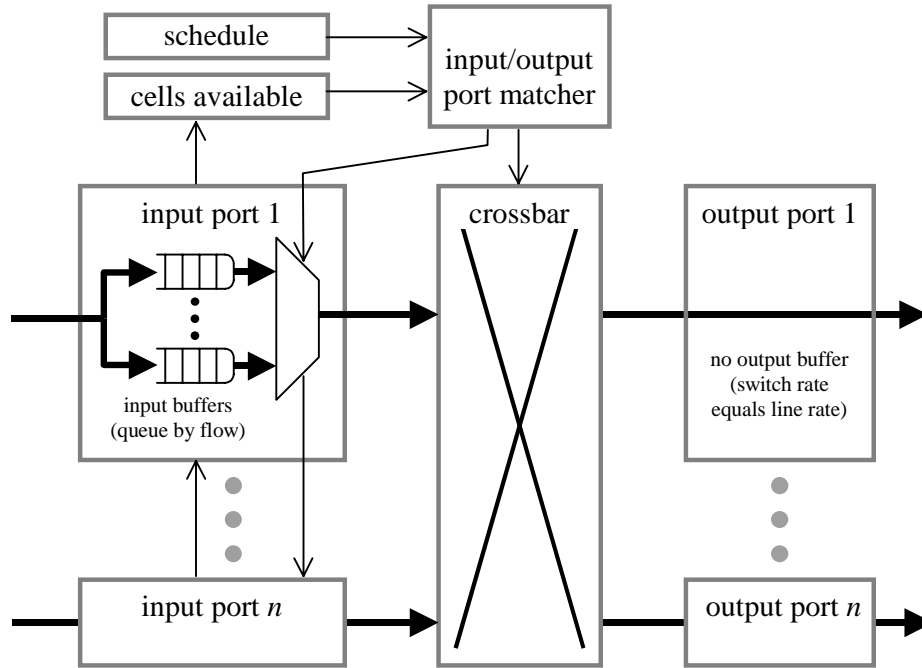 schedule
cells available
input/output
port matcher
input port 1
input buffers
(queue by flow)
crossbar
output port 1
no output buffer
(switch rate
equals line rate)
input port n
output port n